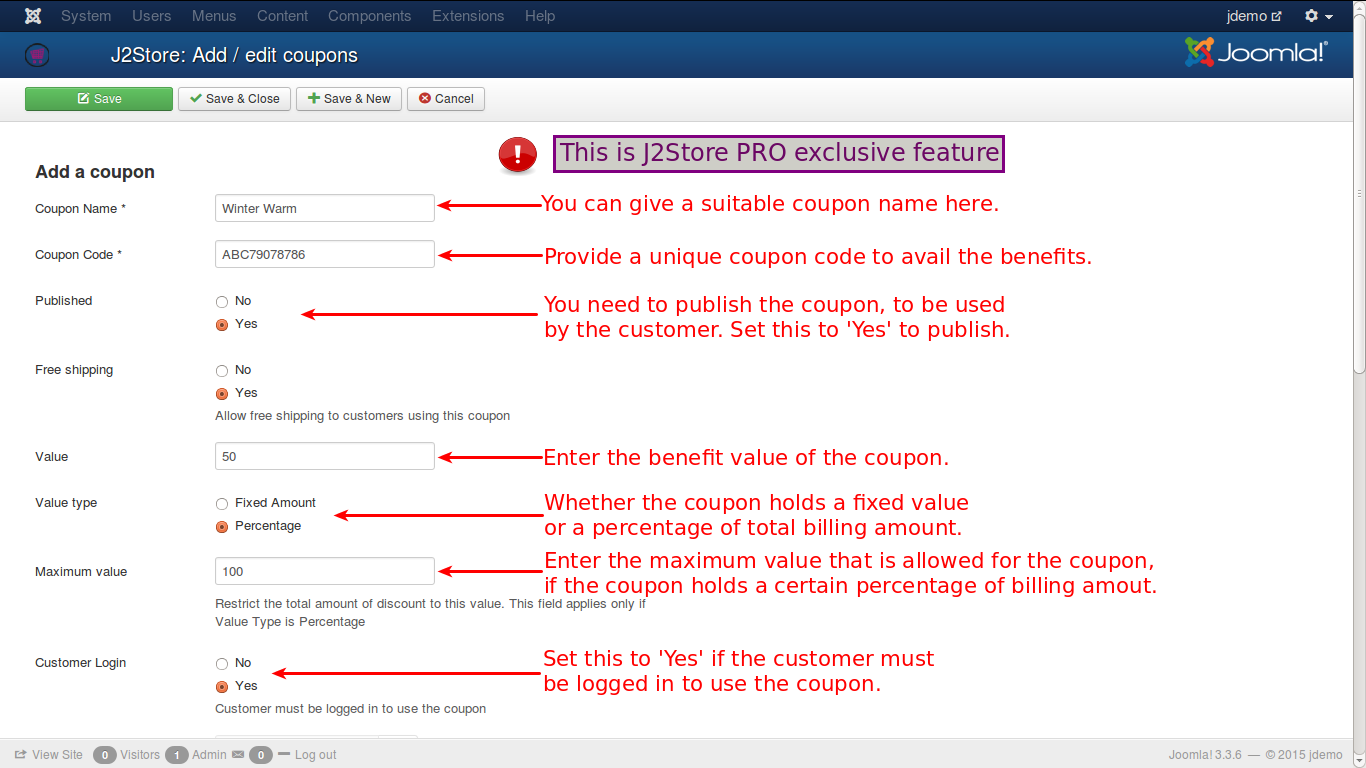 System Users Menus Content Components Extensions Help jdemo
J2Store: Add / edit coupons Joomla!®
Save Save & Close Save & New Cancel
! This is J2Store PRO exclusive feature
Add a coupon
Coupon Name * Winter Warm You can give a suitable coupon name here.
Coupon Code * ABC79078786 Provide a unique coupon code to avail the benefits.
Published No
Yes
You need to publish the coupon, to be used
by the customer. Set this to 'Yes' to publish.
Free shipping No
Yes
Allow free shipping to customers using this coupon
Value 50 Enter the benefit value of the coupon.
Value type Fixed Amount
Percentage
Whether the coupon holds a fixed value
or a percentage of total billing amount.
Maximum value 100
Enter the maximum value that is allowed for the coupon,
if the coupon holds a certain percentage of billing amout.
Restrict the total amount of discount to this value. This field applies only if
Value Type is Percentage
Customer Login No
Yes
Set this to 'Yes' if the customer must
be logged in to use the coupon.
Customer must be logged in to use the coupon
View Site 0 Visitors 1 Admin 0 Log out Joomla! 3.3.6 — © 2015 jdemo